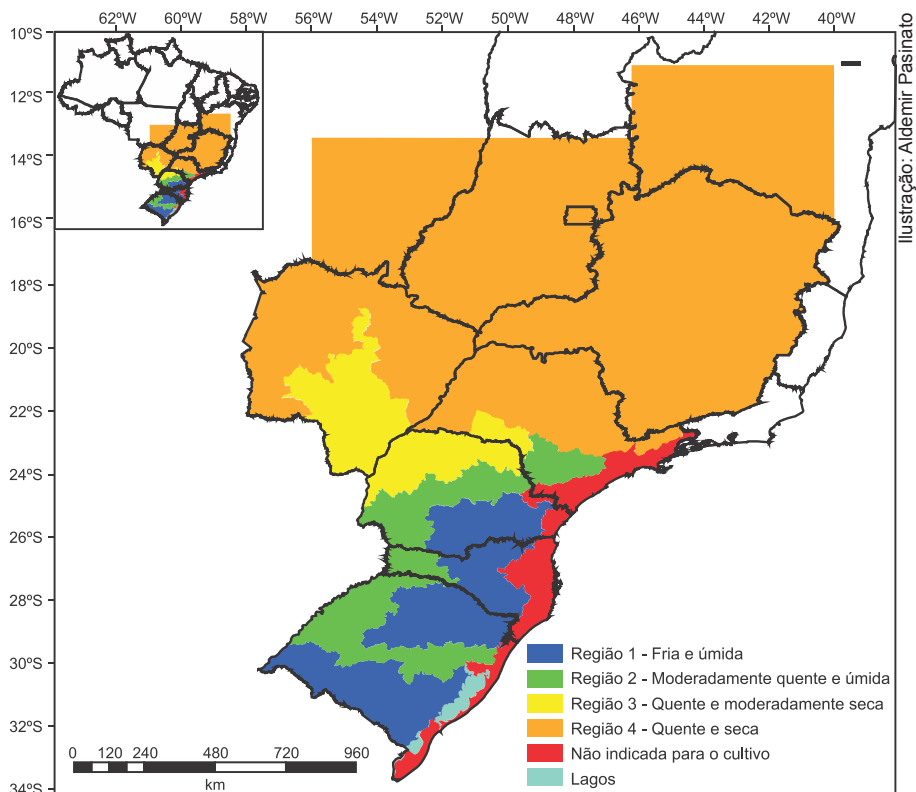 62ºW 60ºW 58ºW 56ºW 54ºW 52ºW 50ºW 48ºW 46ºW 44ºW 42ºW 40ºW
10ºS
12ºS
14ºS
16ºS
18ºS
20ºS
22ºS
24ºS
26ºS
28ºS
30ºS
32ºS
34ºS
Ilustração: Aldemir Pasinato
Região 1 - Fria e úmida
Região 2 - Moderadamente quente e úmida
Região 3 - Quente e moderadamente seca
Região 4 - Quente e seca
Não indicada para o cultivo
Lagos
0 120 240 480 720 960
km